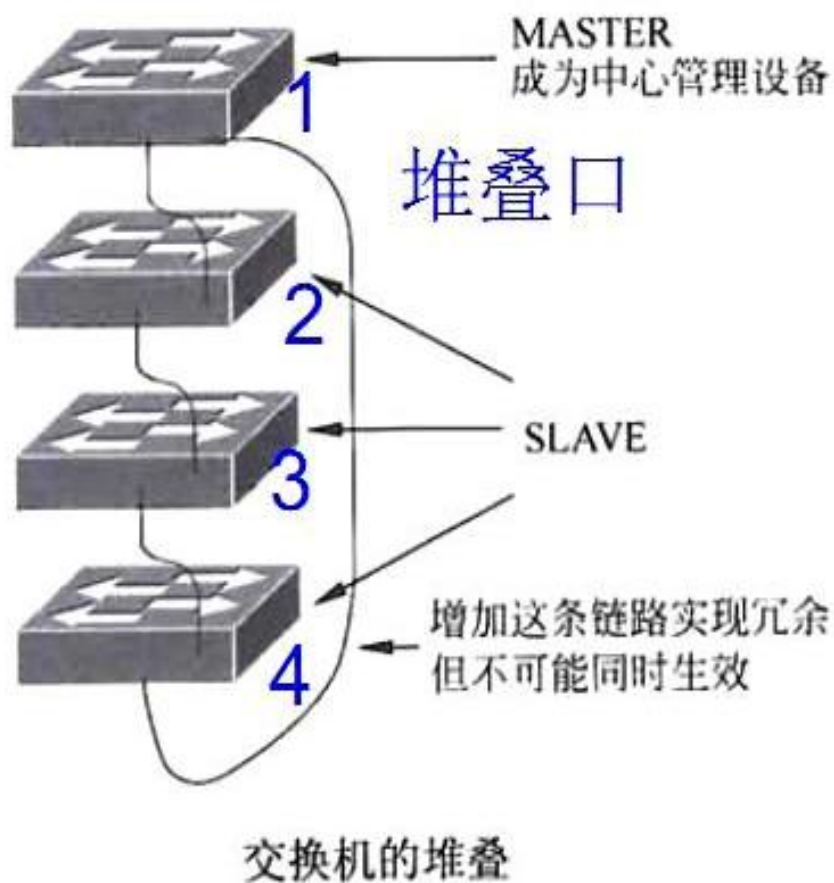 MASTER
成为中心管理设备
1
堆叠口
2
SLAVE
3
增加这条链路实现冗余
但不可能同时生效
4
交换机的堆叠